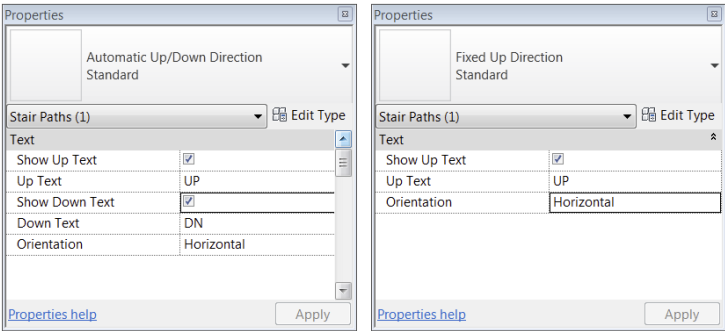 Properties
Automatic Up/Down Direction
Standard
Stair Paths (1)
Edit Type
Text
Show Up Text
Up Text UP
Show Down Text
Down Text DN
Orientation Horizontal
Properties help
Apply
Properties
Fixed Up Direction
Standard
Stair Paths (1)
Edit Type
Text
Show Up Text
Up Text UP
Orientation Horizontal
Properties help
Apply